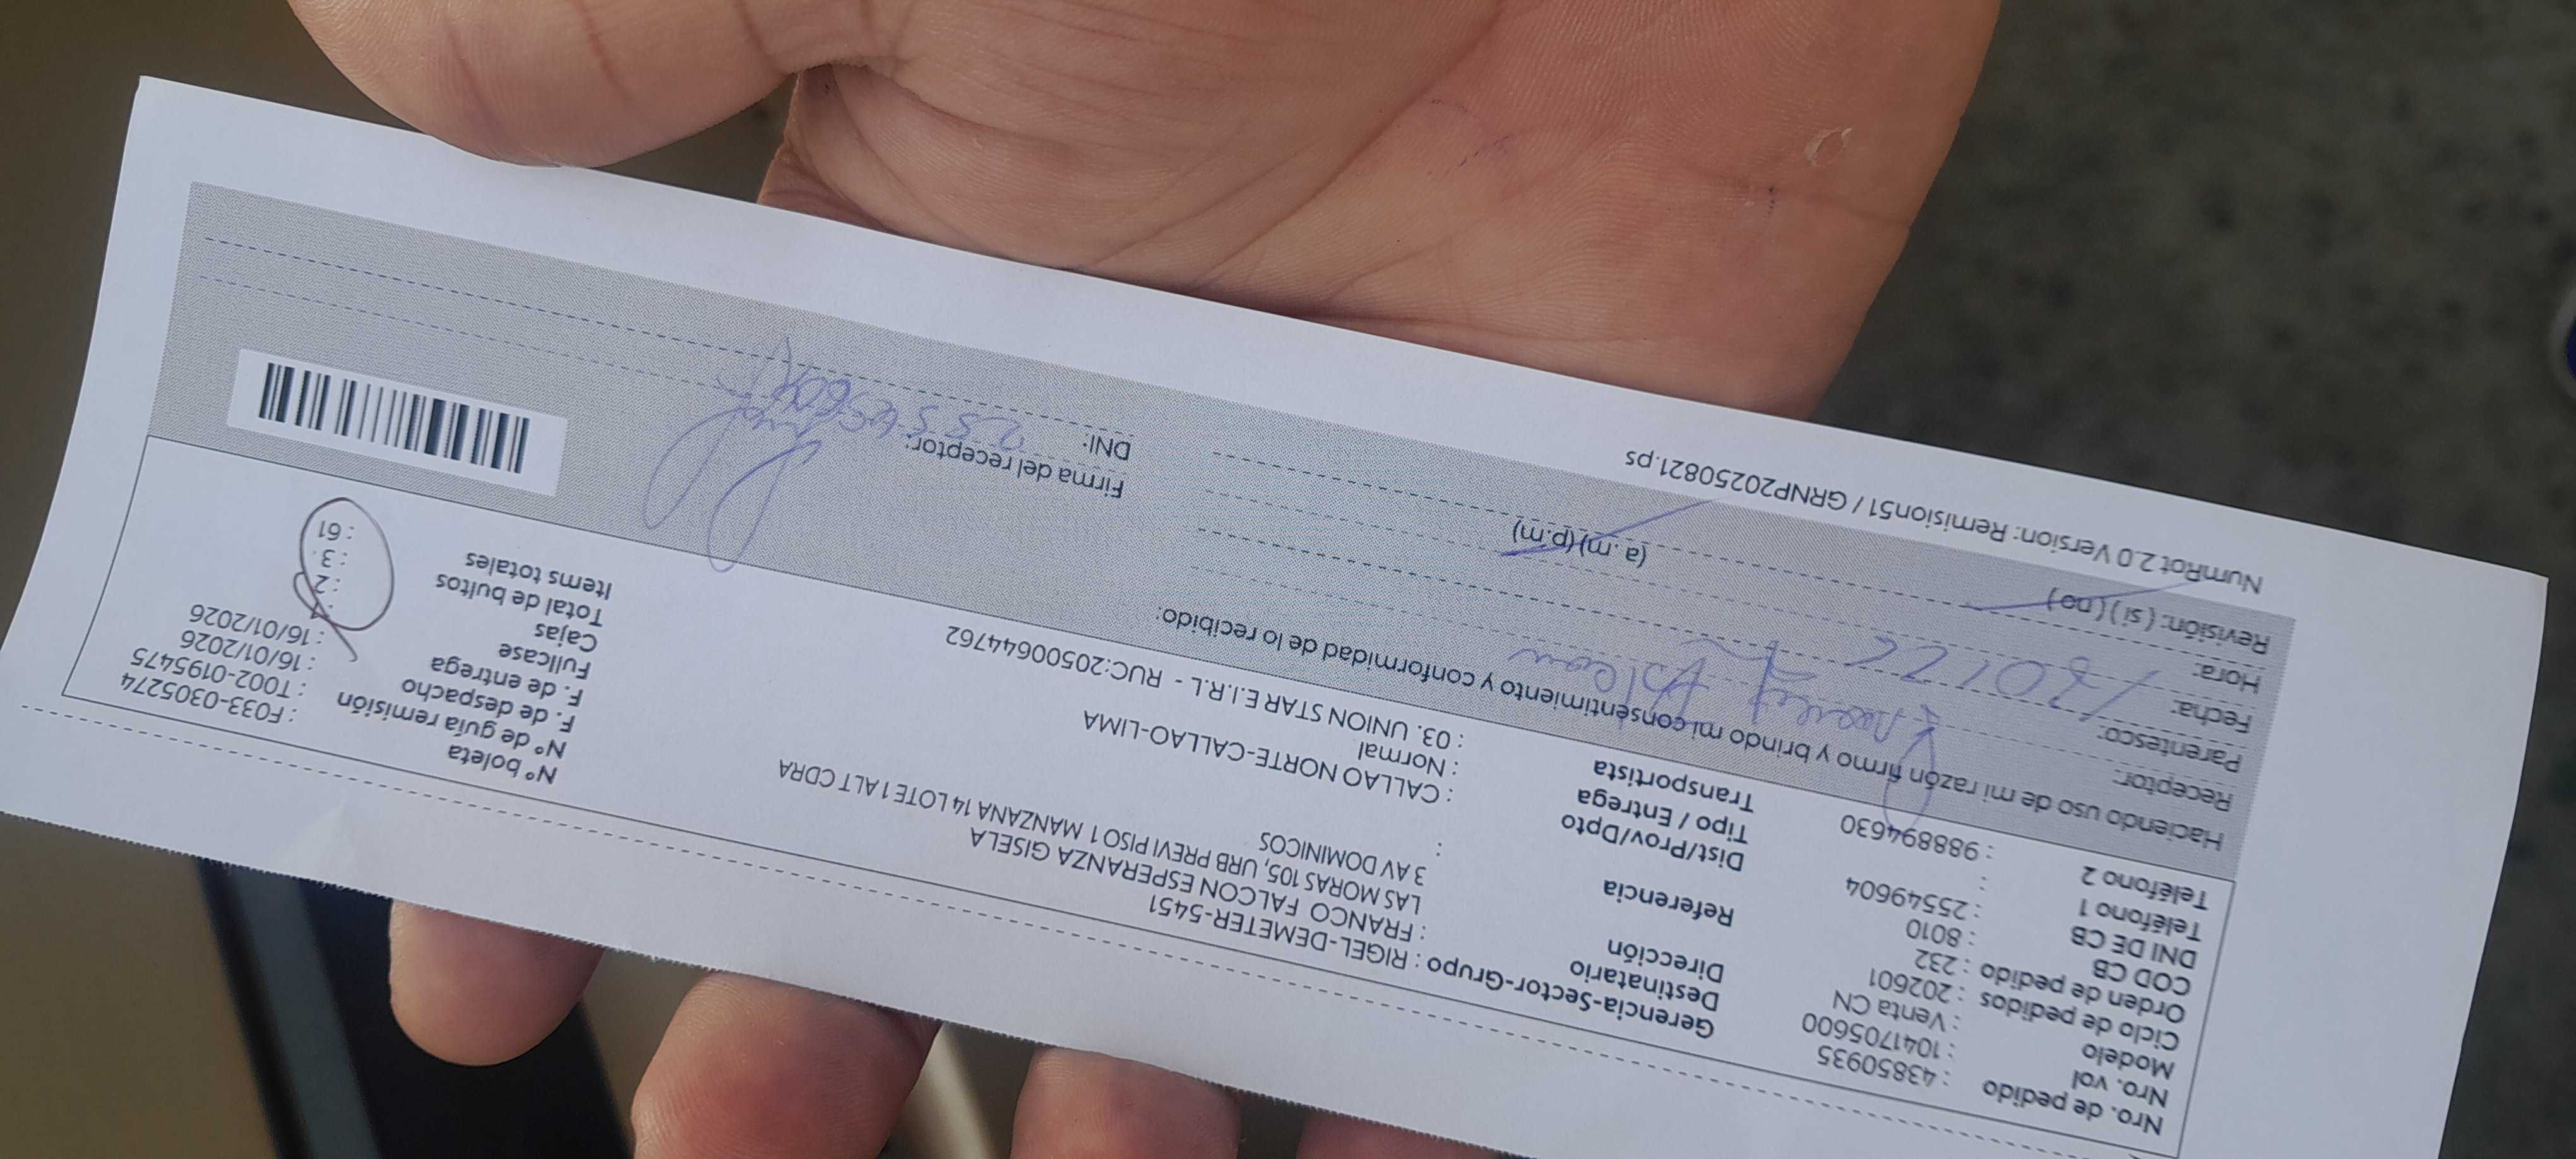 Nro. de pedido : 43850935
Nro. vol : 1041705600
Modelo : Venta CN
Ciclo de pedidos : 202601
Orden de pedido : 232
COD CB : 8010
DNI DE CB : 25549604
Teléfono 1 :
Teléfono 2 : 988894630
Gerencia-Sector-Grupo : RIGEL-DEMETER-5451
Destinatario : FRANCO FALCON ESPERANZA GISELA
Dirección LAS MORAS 105, URB PREVI PISO 1 MANZANA 14 LOTE 1 ALT CDRA
3 AV DOMINICOS
Referencia :
Dist/Prov/Dpto : CALLAO NORTE-CALLAO-LIMA
Tipo / Entrega : Normal
Transportista : 03. UNION STAR E.I.R.L - RUC:20500644762
N° boleta : F033-0305274
N° de guía remisión : T002-0195475
F. de despacho : 16/01/2026
F. de entrega : 16/01/2026
Fullcase : 1
Cajas : 2
Total de bultos : 3
Items totales : 61
Haciendo uso de mi razón firmo y brindo mi consentimiento y conformidad de lo recibido:
Receptor:
Parentesco:
Fecha:
Hora: (a.m)(p.m)
Revisión: (si) (no)
Firma del receptor:
DNI:
NumRot 2.0 Version: Remision51 / GRNP20250821.ps